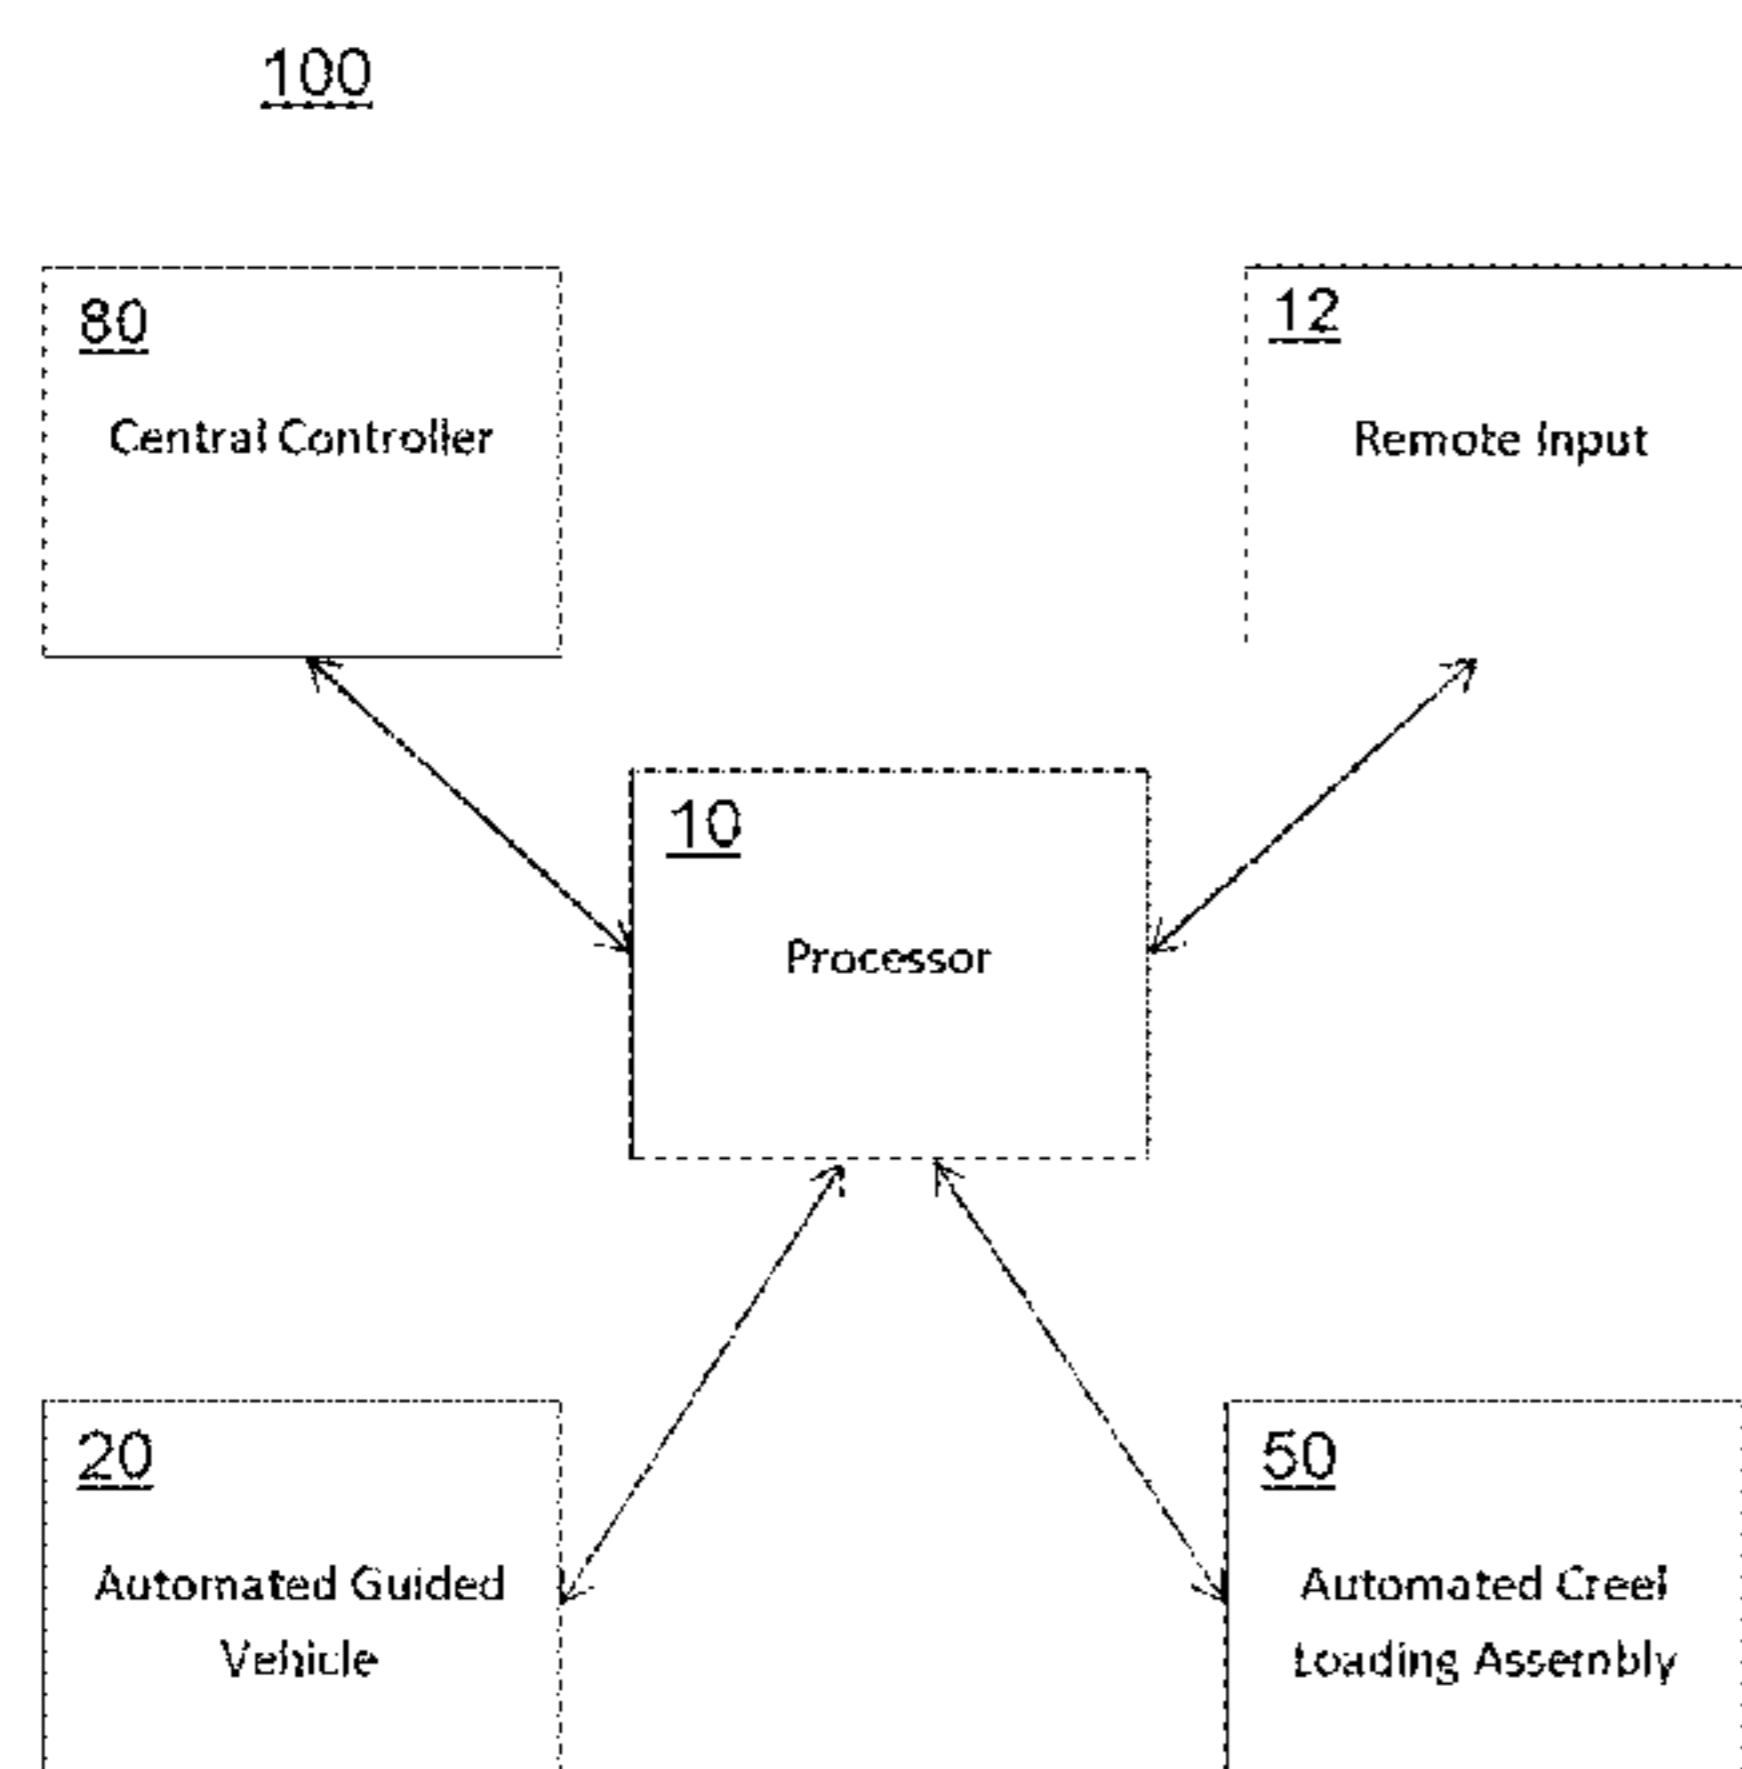 100
80
Central Controller
12
Remote Input
10
Processor
20
Automated Guided
Vehicle
50
Automated Creel
Loading Assembly